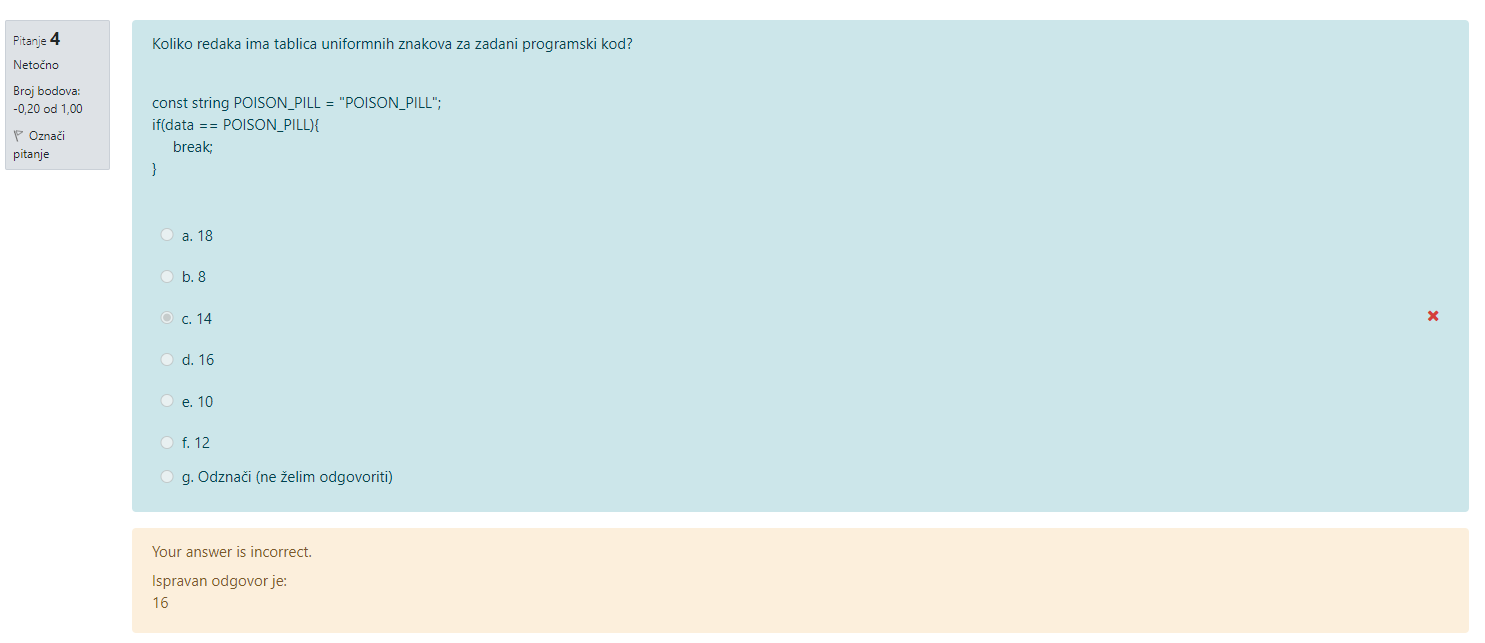 Pitanje 4
Netočno
Broj bodova:
-0,20 od 1,00
Označi
pitanje
Koliko redaka ima tablica uniformnih znakova za zadani programski kod?
const string POISON_PILL = "POISON_PILL";
if(data == POISON_PILL){
break;
}
a. 18
b. 8
c. 14
d. 16
e. 10
f. 12
g. Odznači (ne želim odgovoriti)
Your answer is incorrect.
Ispravan odgovor je:
16